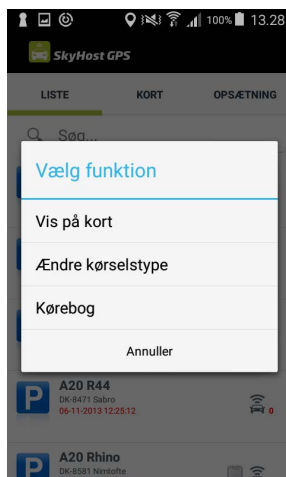 100% 13.28
SkyHost GPS
LISTE KORT OPSÆTNING
Søg...
Vælg funktion
Vis på kort
Ændre kørselstype
Kørebog
Annuller
P A20 R44
DK-8471 Sabro
06-11-2013 12:25:12 0
P A20 Rhino
DK-8581 Nimtofte